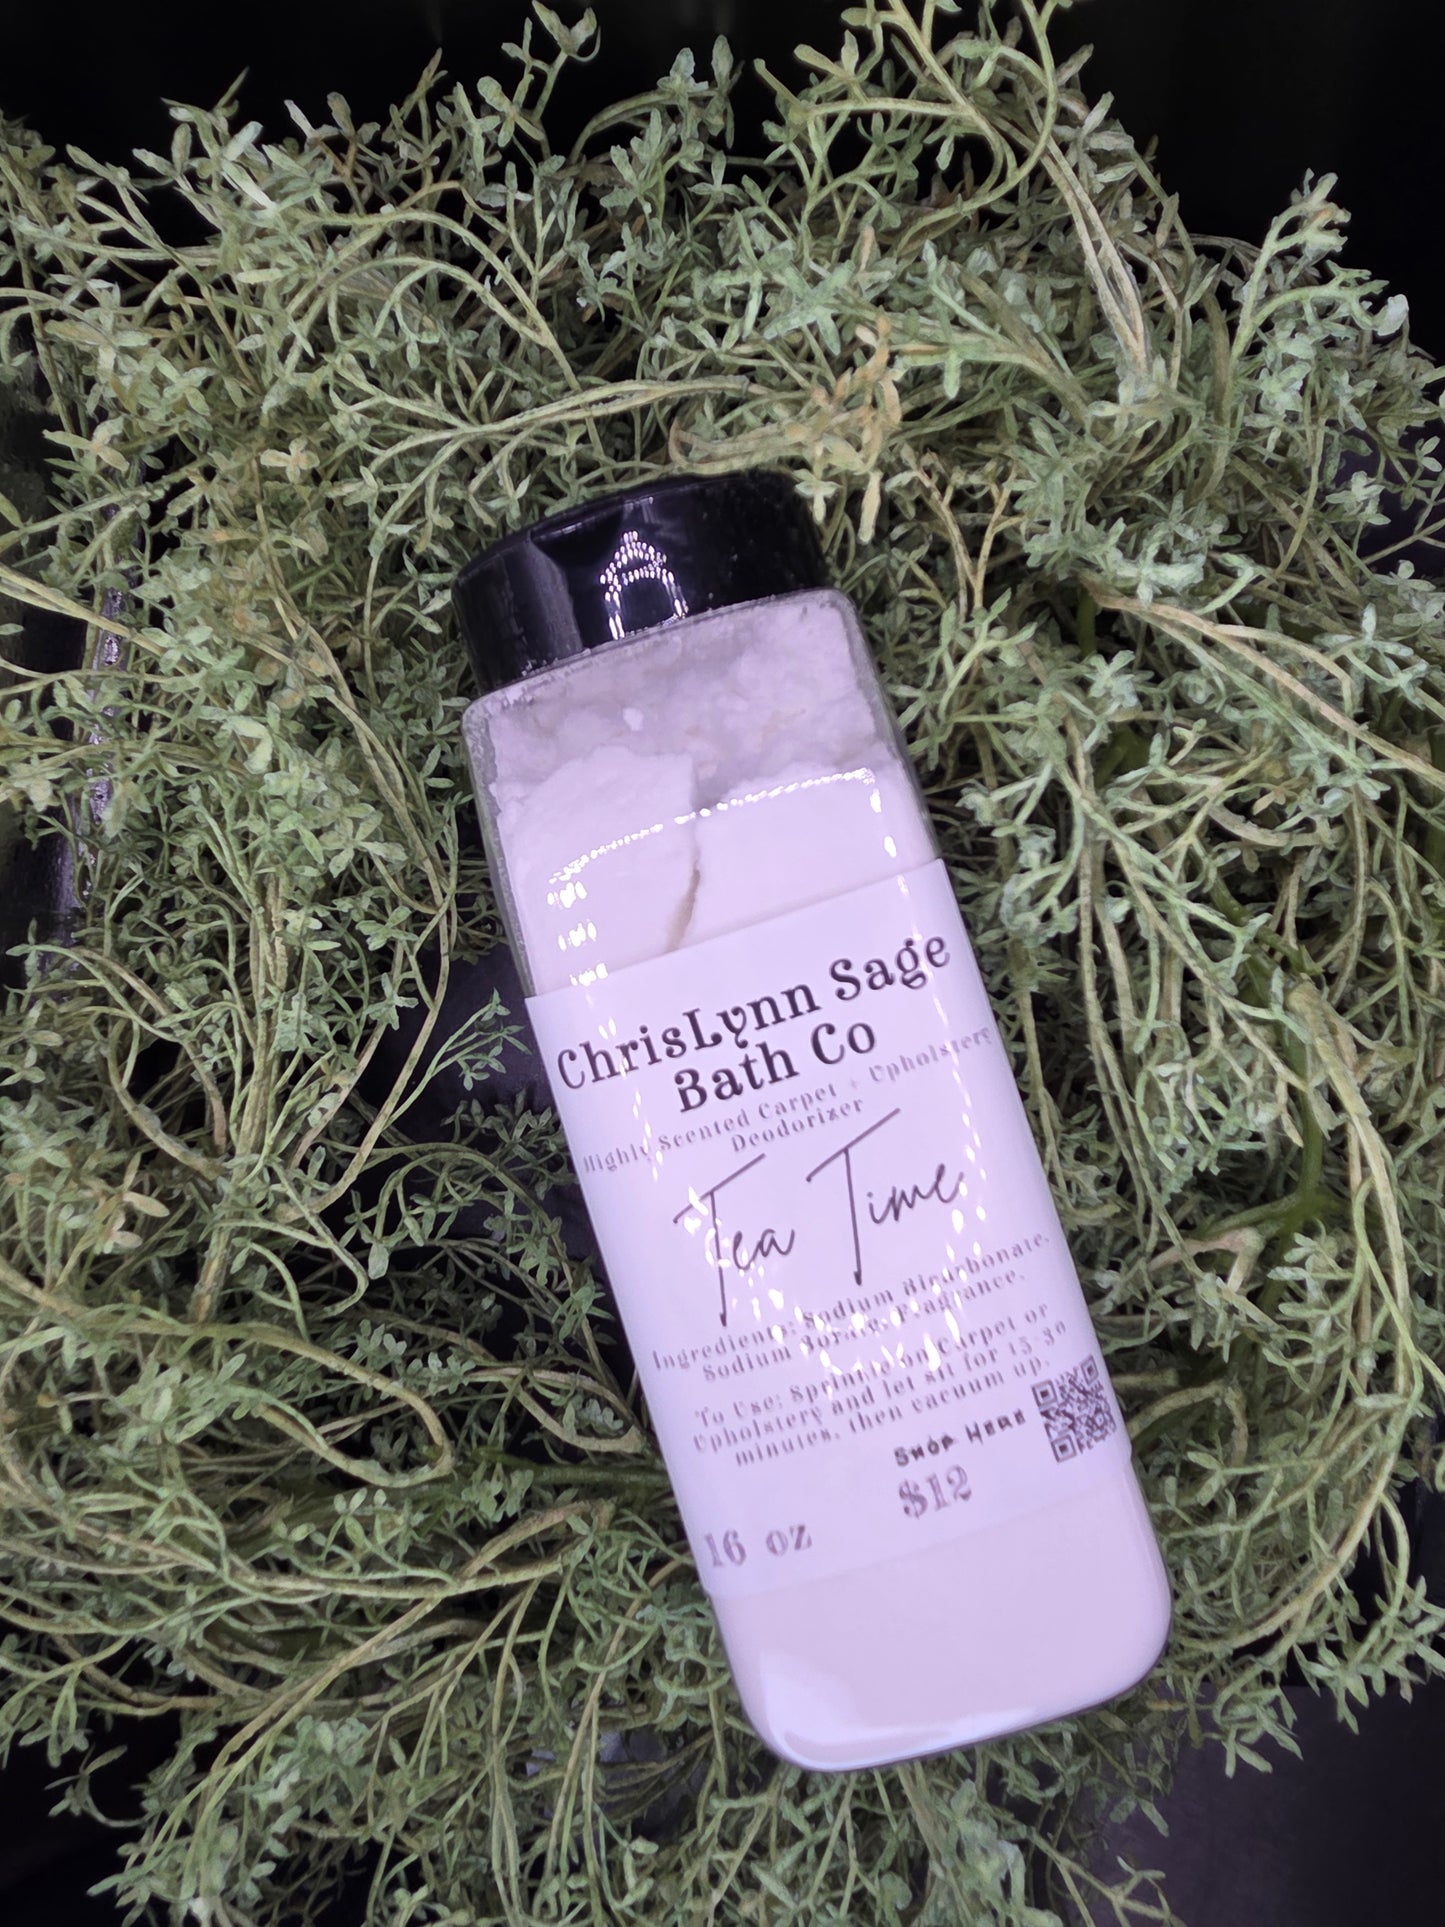 ChrisLynn Sage
Bath Co
Highly Scented Carpet + Upholstery
Deodorizer
Tea Time
Ingredients: Sodium Bicarbonate,
Sodium Borate, Fragrance.
To Use: Sprinkle on Carpet or
Upholstery and let sit for 15-30
minutes, then vacuum up.
Shop Here
$12
16 oz